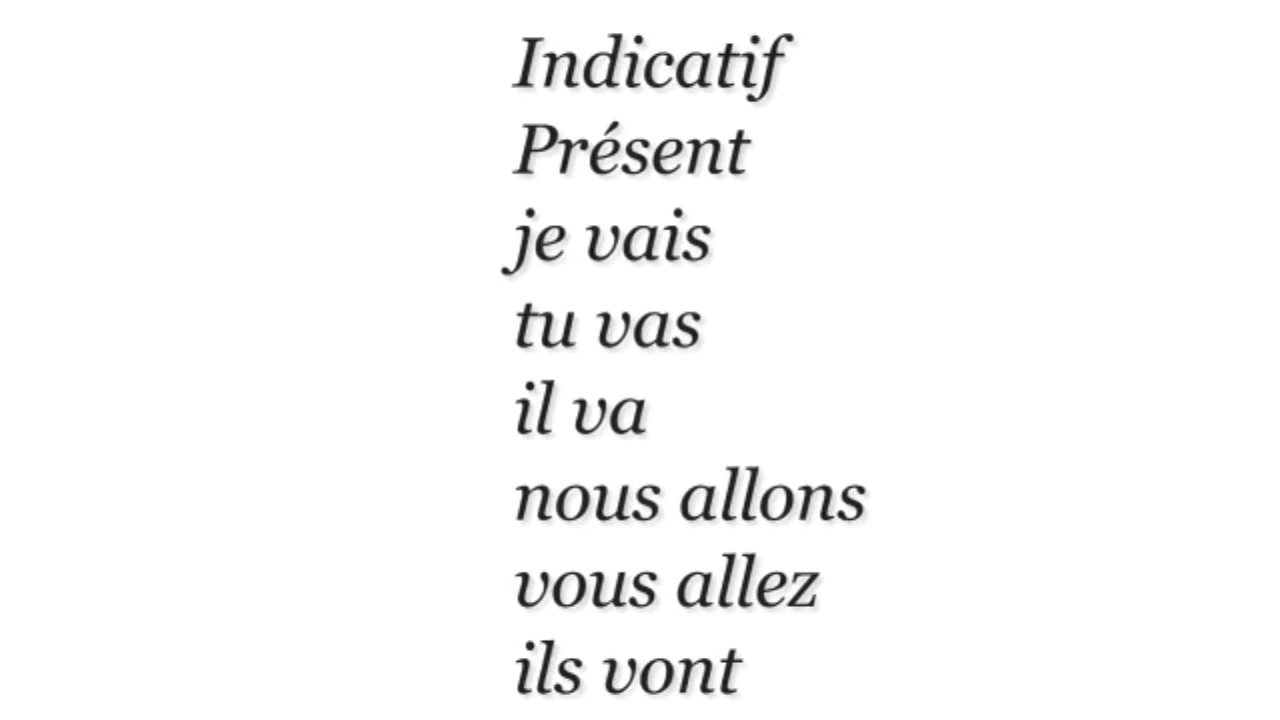 Indicatif
Présent
je vais
tu vas
il va
nous allons
vous allez
ils vont